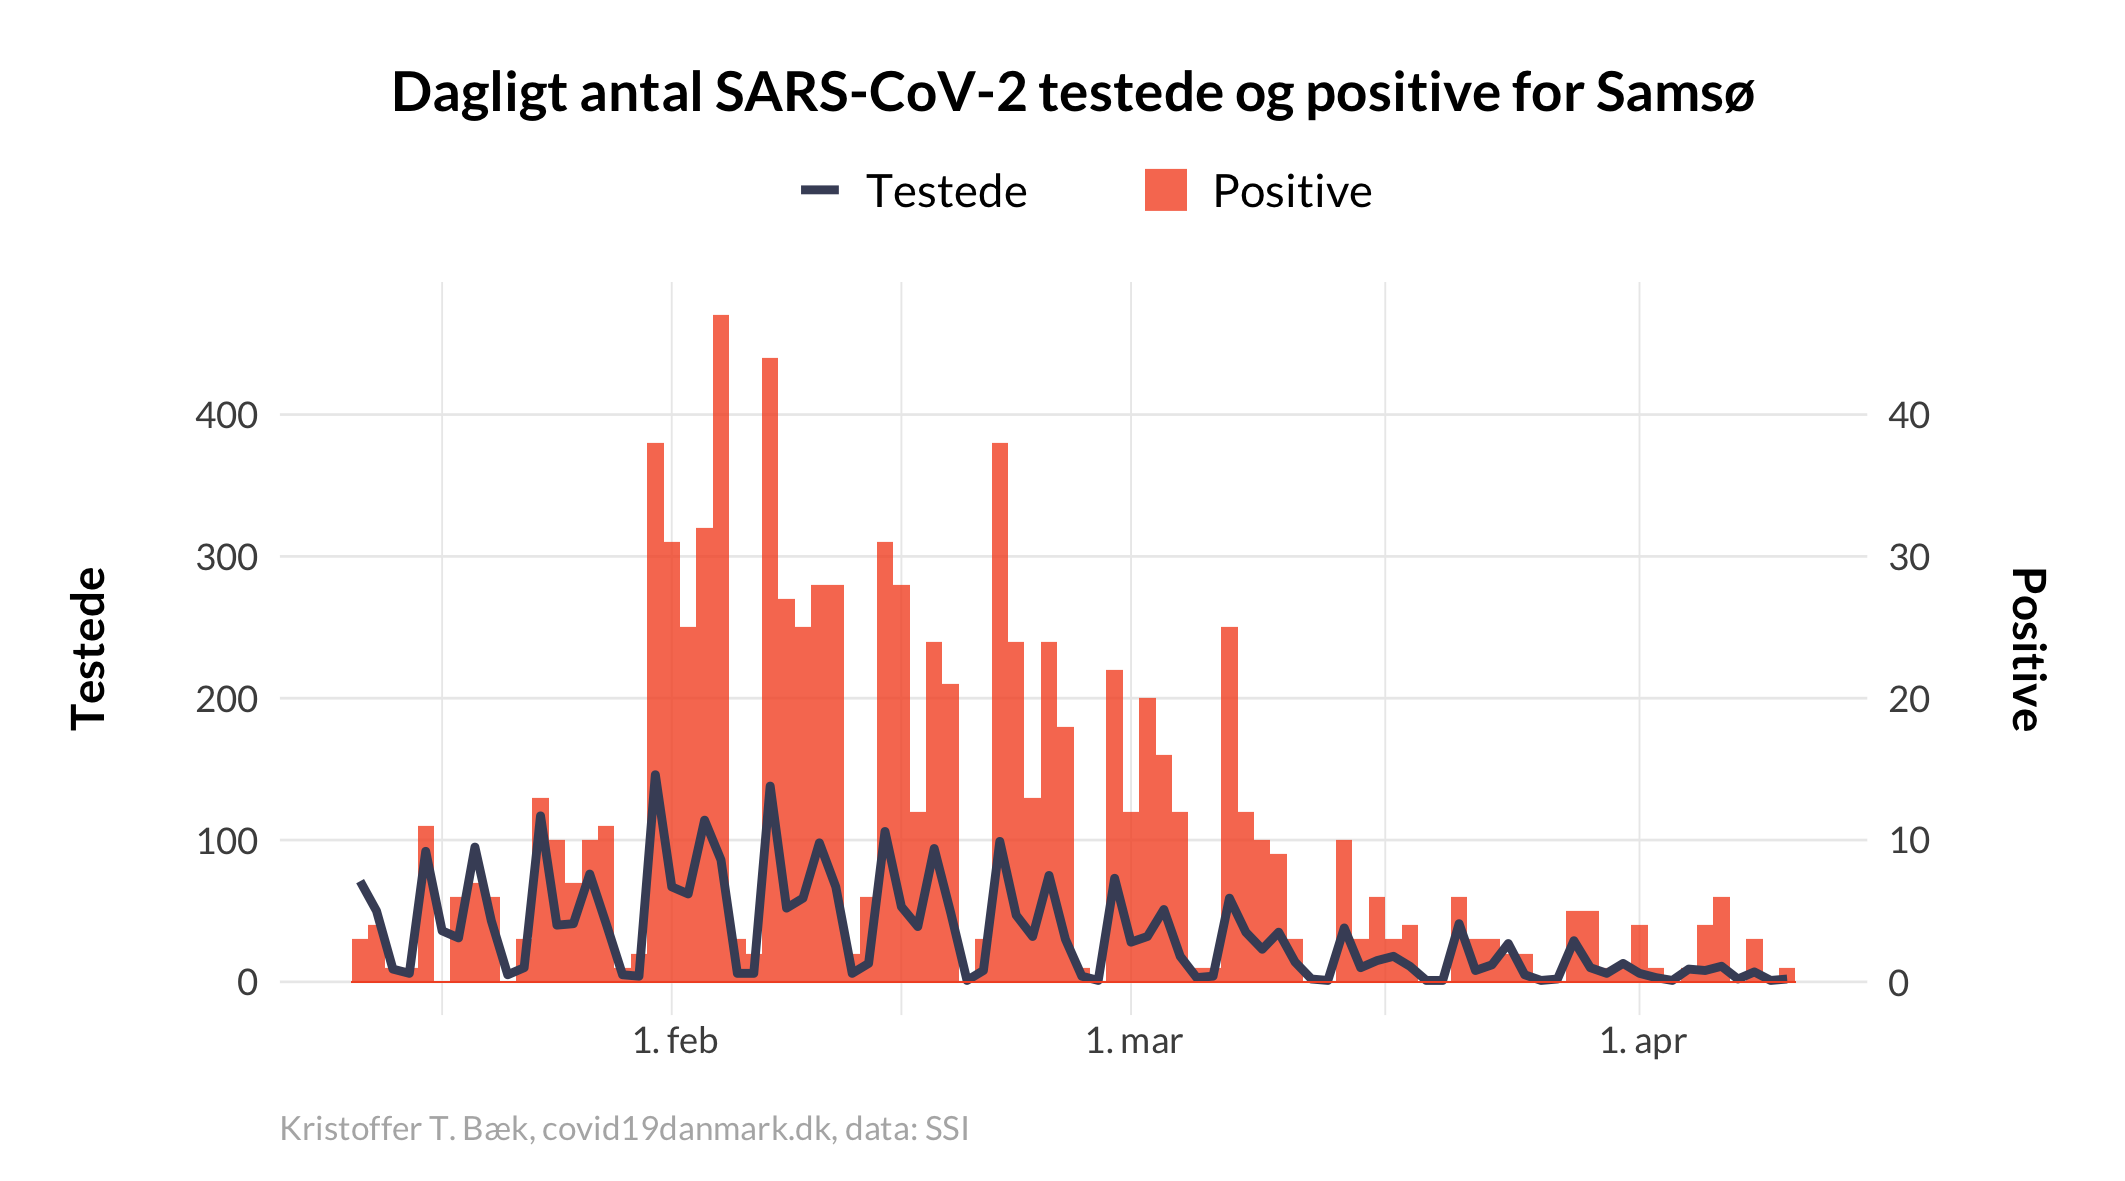 Dagligt antal SARS-CoV-2 testede og positive for Samsø
Testede
Positive
400
300
200
100
0
40
30
20
10
0
Testede
Positive
1. feb
1. mar
1. apr
Kristoffer T. Bæk, covid19danmark.dk, data: SSI